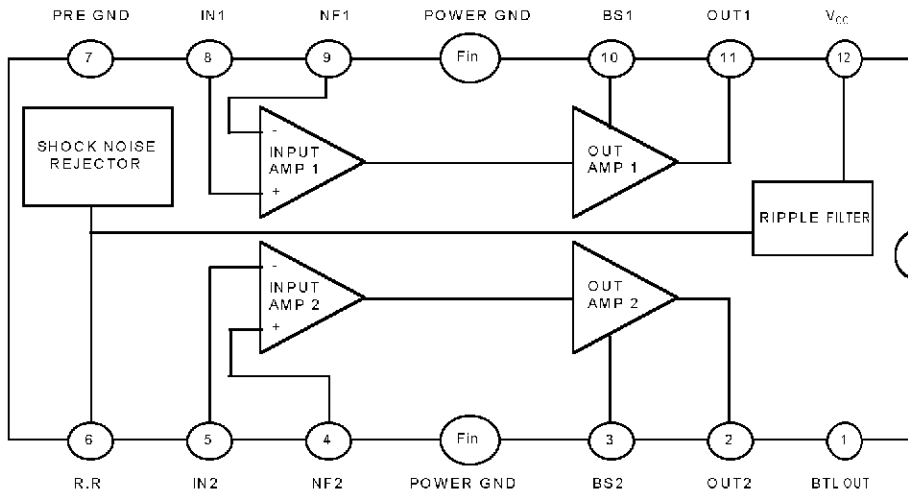 PRE GND IN1 NF1 POWER GND BS1 OUT1 VCC
7 8 9 Fin 10 11 12
SHOCK NOISE
REJECTOR
-
INPUT
AMP 1
+
OUT
AMP 1
RIPPLE FILTER
-
INPUT
AMP 2
+
OUT
AMP 2
6 5 4 Fin 3 2 1
R.R IN2 NF2 POWER GND BS2 OUT2 BTL OUT